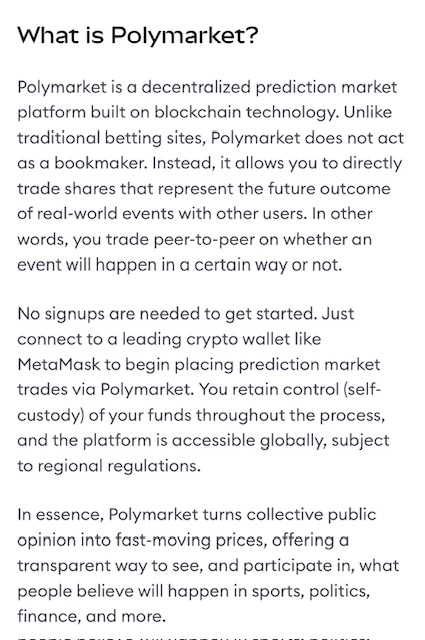 What is Polymarket?
Polymarket is a decentralized prediction market
platform built on blockchain technology. Unlike
traditional betting sites, Polymarket does not act
as a bookmaker. Instead, it allows you to directly
trade shares that represent the future outcome
of real-world events with other users. In other
words, you trade peer-to-peer on whether an
event will happen in a certain way or not.
No signups are needed to get started. Just
connect to a leading crypto wallet like
MetaMask to begin placing prediction market
trades via Polymarket. You retain control (self-
custody) of your funds throughout the process,
and the platform is accessible globally, subject
to regional regulations.
In essence, Polymarket turns collective public
opinion into fast-moving prices, offering a
transparent way to see, and participate in, what
people believe will happen in sports, politics,
finance, and more.